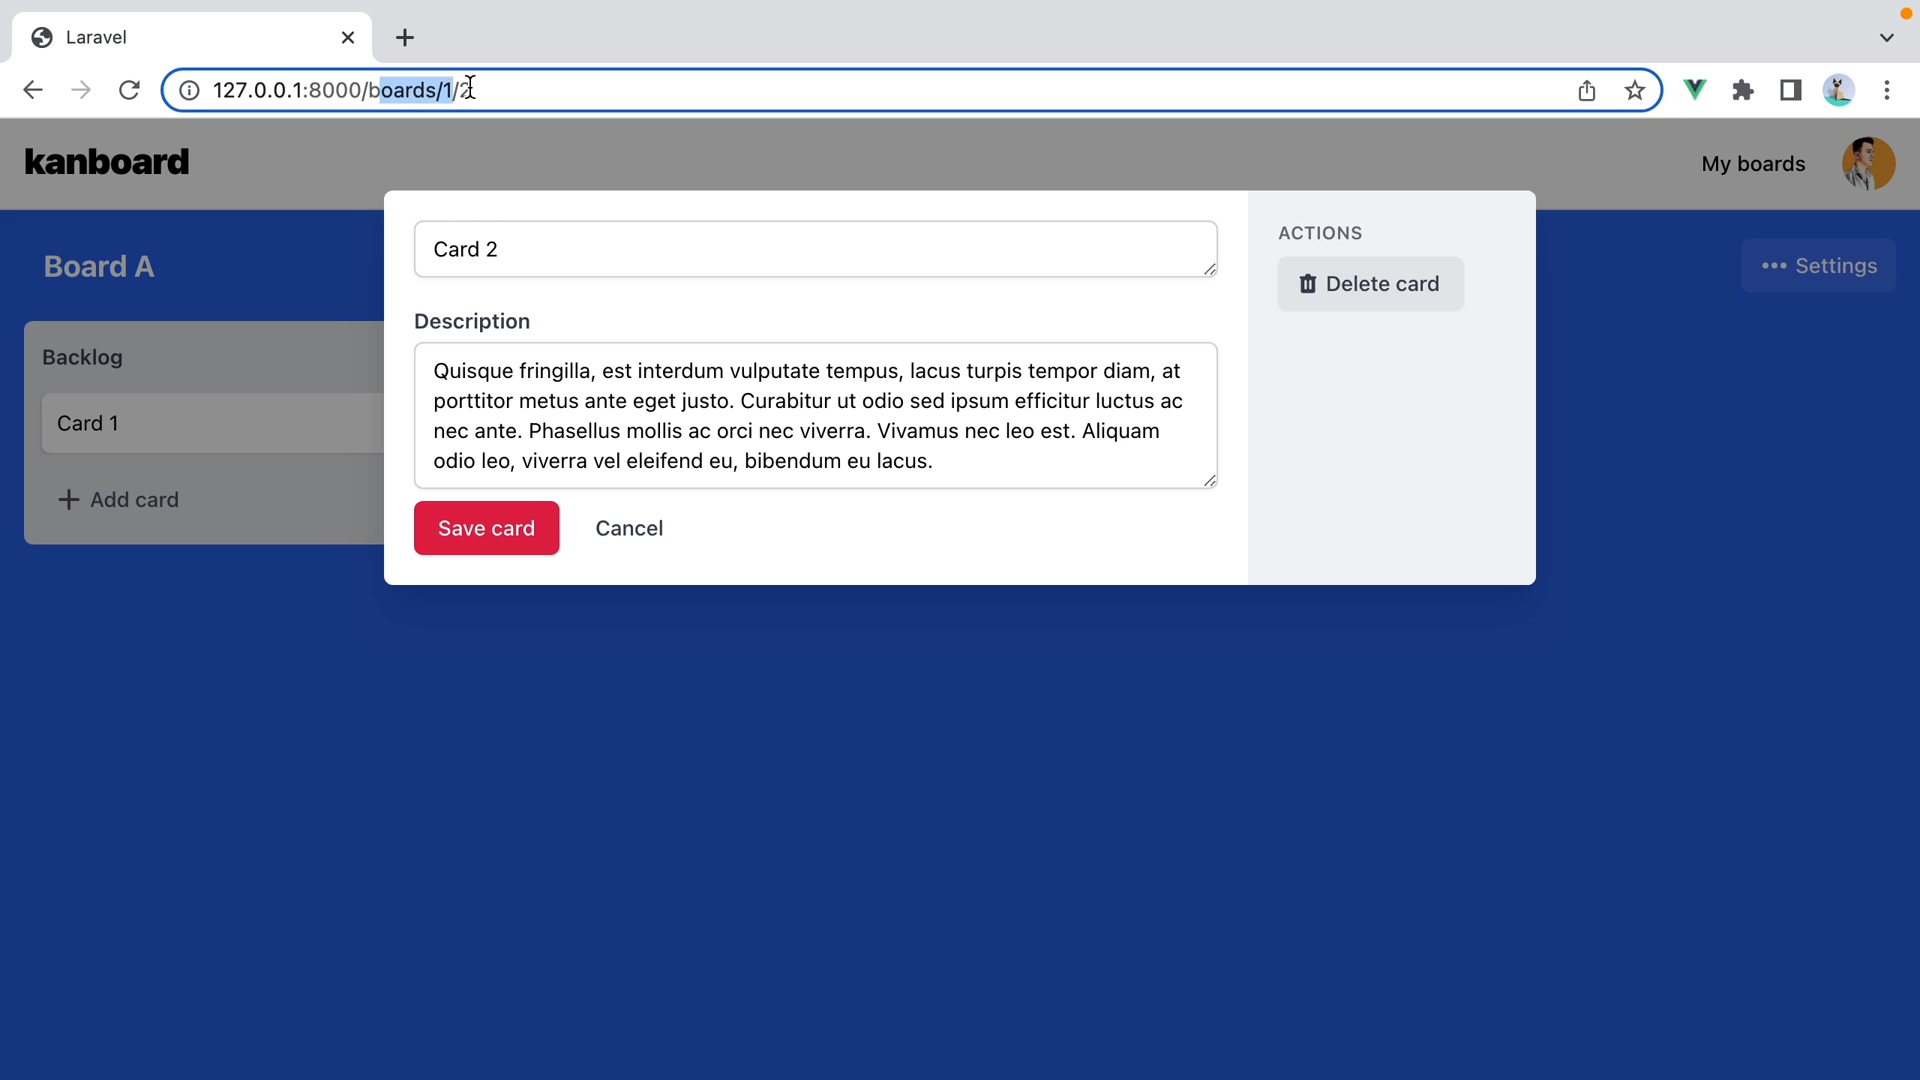 Laravel
127.0.0.1:8000/boards/1/2
kanboard
My boards
Board A
Settings
Backlog
Card 1
Add card
Card 2
Description
Quisque fringilla, est interdum vulputate tempus, lacus turpis tempor diam, at
porttitor metus ante eget justo. Curabitur ut odio sed ipsum efficitur luctus ac
nec ante. Phasellus mollis ac orci nec viverra. Vivamus nec leo est. Aliquam
odio leo, viverra vel eleifend eu, bibendum eu lacus.
Save card
Cancel
ACTIONS
Delete card